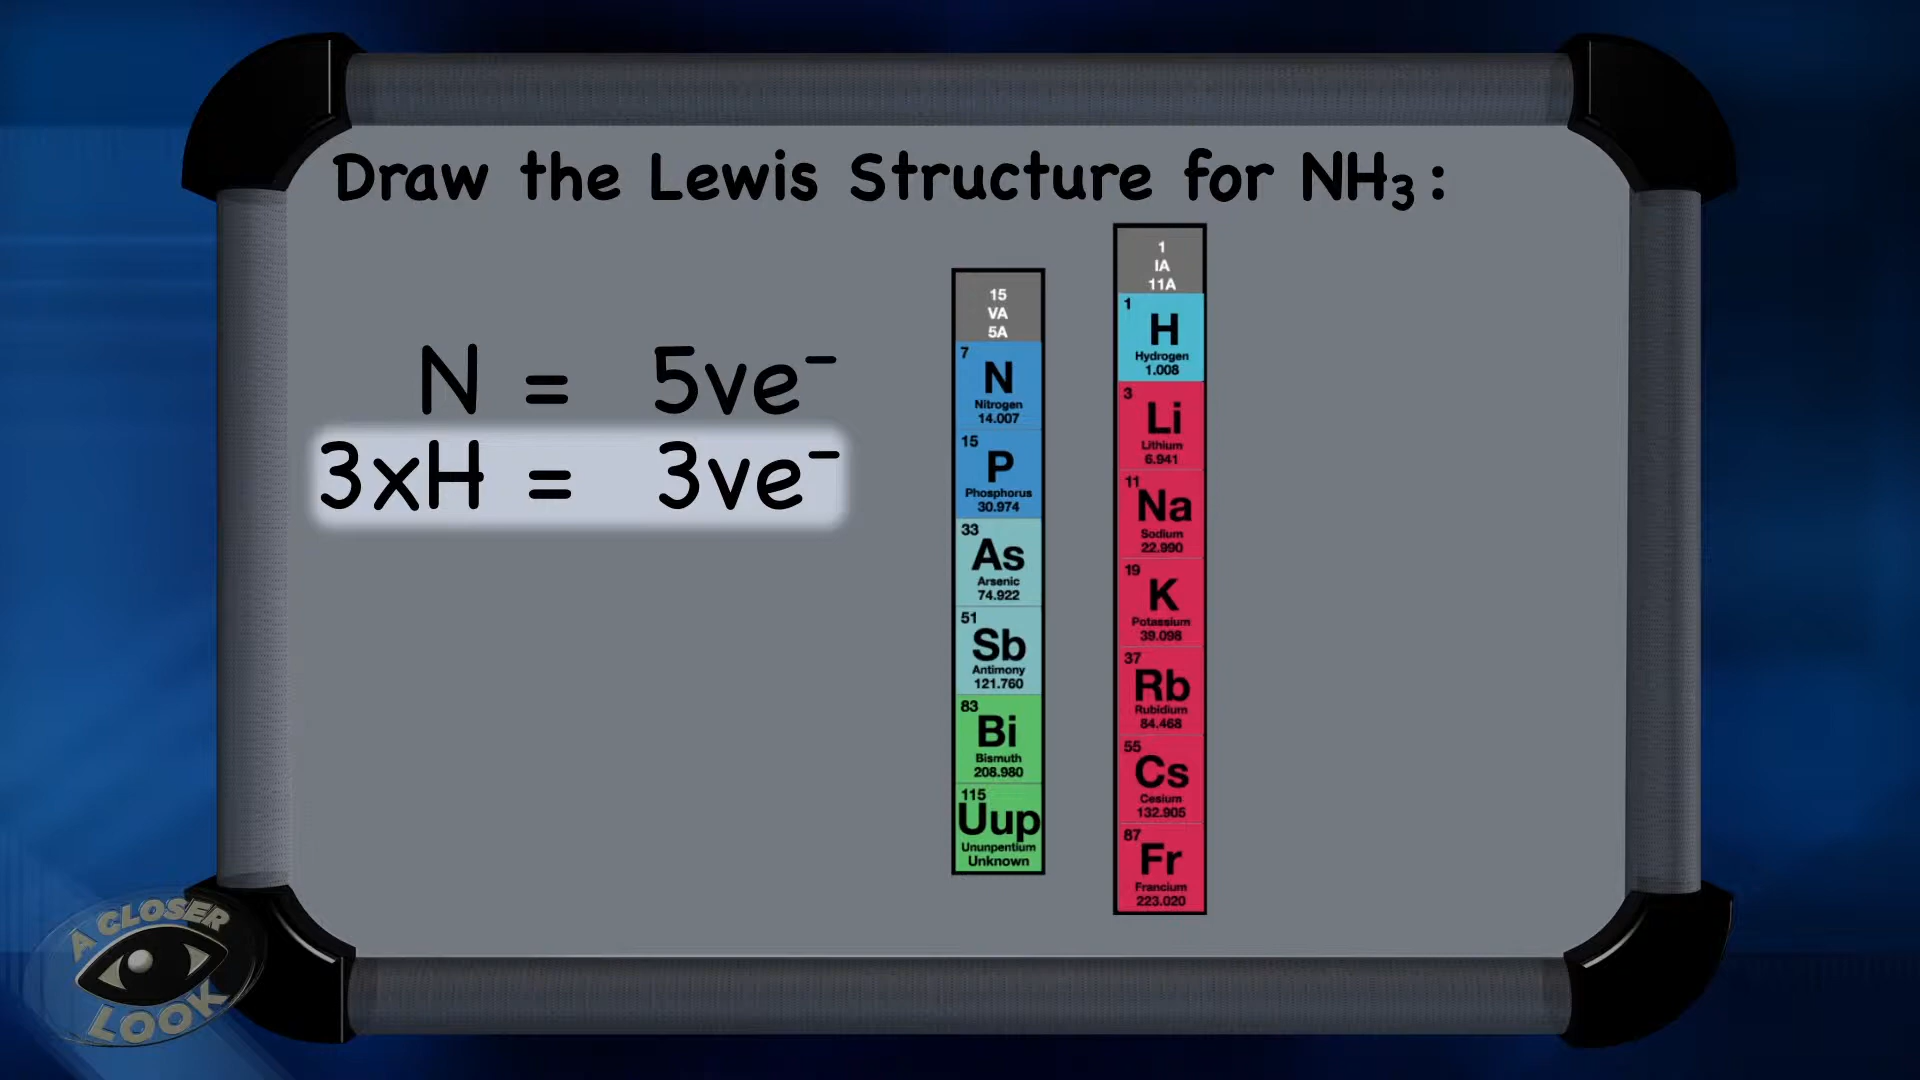 Draw the Lewis Structure for NH₃:
N = 5ve⁻
3xH = 3ve⁻
15
VA
5A
7
N
Nitrogen
14.007
15
P
Phosphorus
30.974
33
As
Arsenic
74.922
51
Sb
Antimony
121.760
83
Bi
Bismuth
208.980
115
Uup
Ununpentium
Unknown
1
IA
11A
1
H
Hydrogen
1.008
3
Li
Lithium
6.941
11
Na
Sodium
22.990
19
K
Potassium
39.098
37
Rb
Rubidium
84.468
55
Cs
Cesium
132.905
87
Fr
Francium
223.020
A CLOSER
LOOK